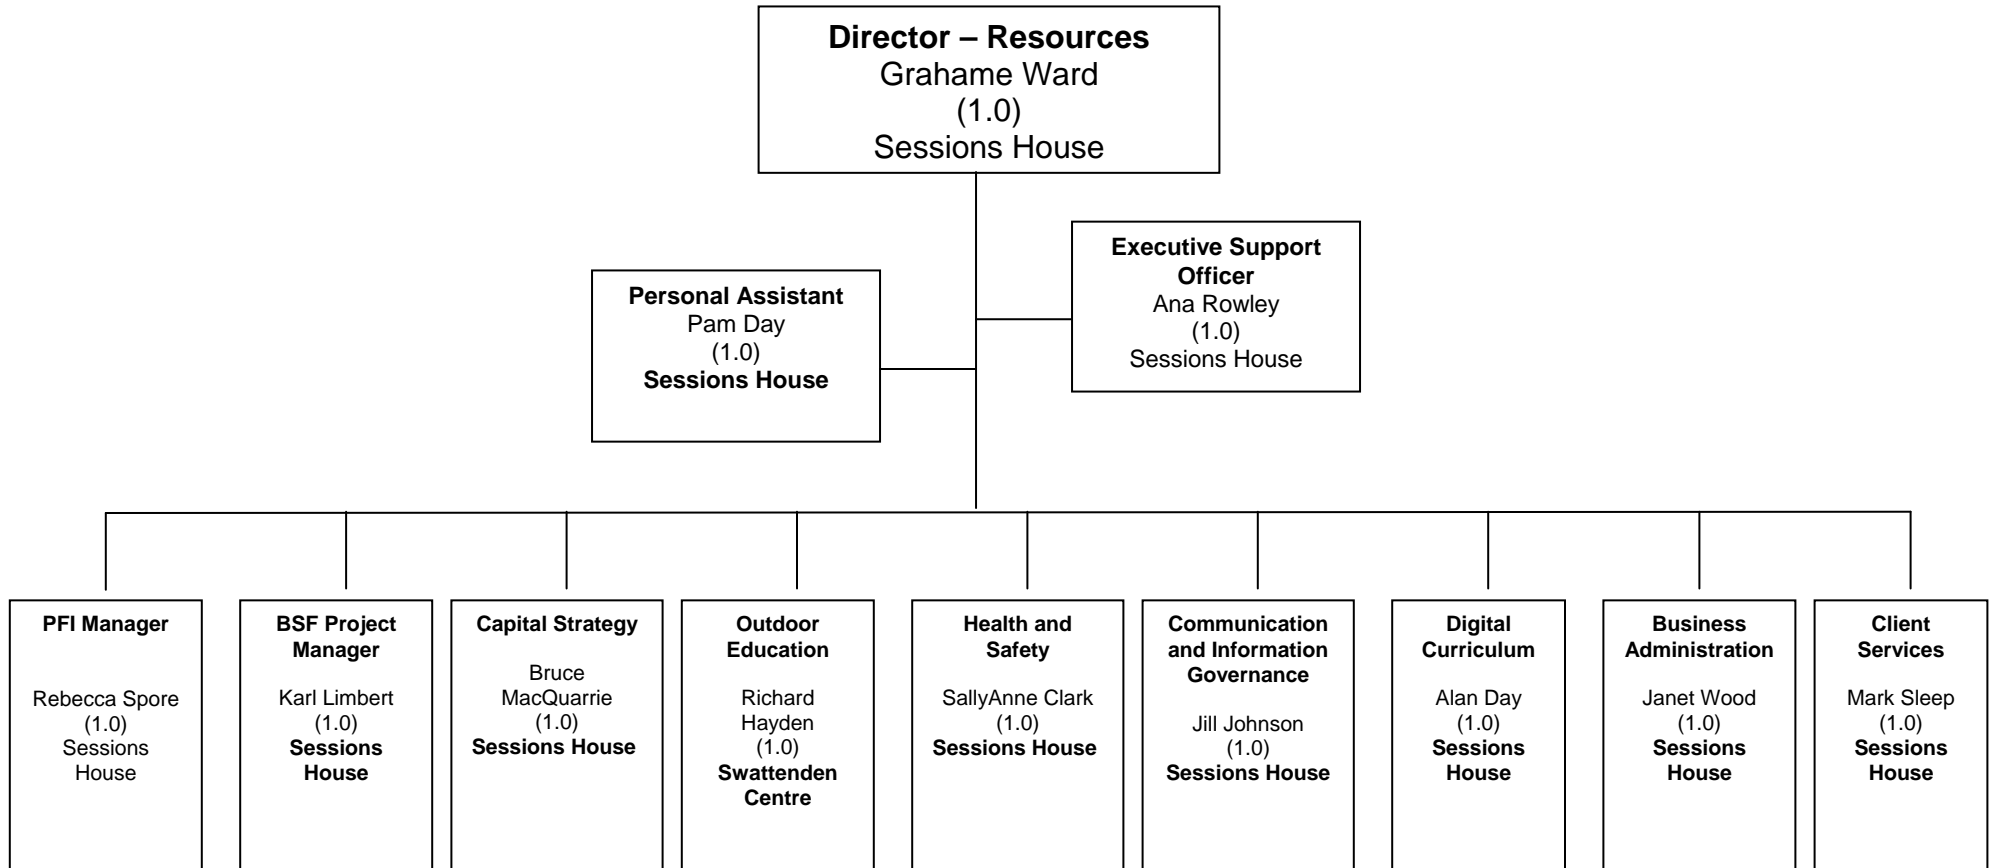 Director – Resources
Grahame Ward
(1.0)
Sessions House
Executive Support
Officer
Ana Rowley
(1.0)
Sessions House
Personal Assistant
Pam Day
(1.0)
Sessions House
PFI Manager
Rebecca Spore
(1.0)
Sessions
House
BSF Project
Manager
Karl Limbert
(1.0)
Sessions
House
Capital Strategy
Bruce
MacQuarrie
(1.0)
Sessions House
Outdoor
Education
Richard
Hayden
(1.0)
Swattenden
Centre
Health and
Safety
SallyAnne Clark
(1.0)
Sessions House
Communication
and Information
Governance
Jill Johnson
(1.0)
Sessions House
Digital
Curriculum
Alan Day
(1.0)
Sessions
House
Business
Administration
Janet Wood
(1.0)
Sessions
House
Client
Services
Mark Sleep
(1.0)
Sessions
House